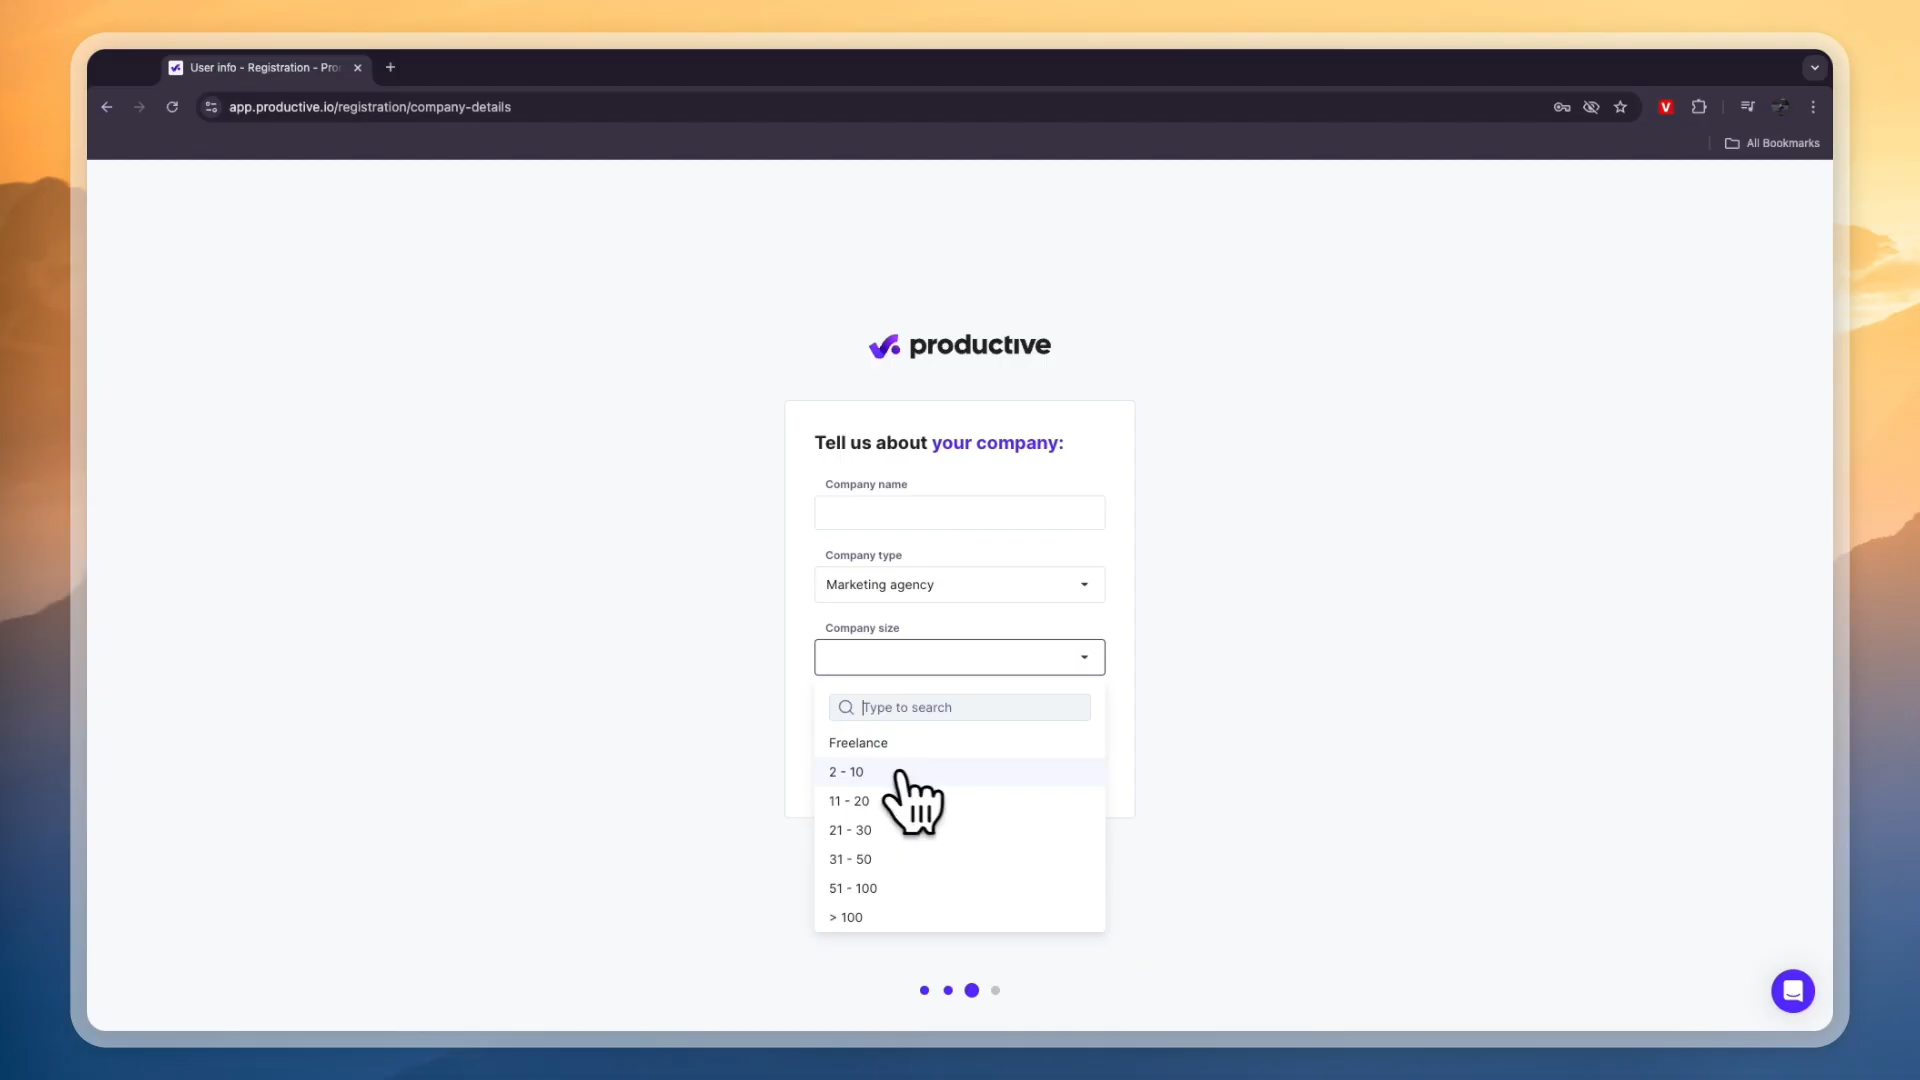 User info - Registration - Pro
app.productive.io/registration/company-details
V
All Bookmarks
productive
Tell us about your company:
Company name
Company type
Marketing agency
Company size
Type to search
Freelance
2 - 10
11 - 20
21 - 30
31 - 50
51 - 100
> 100